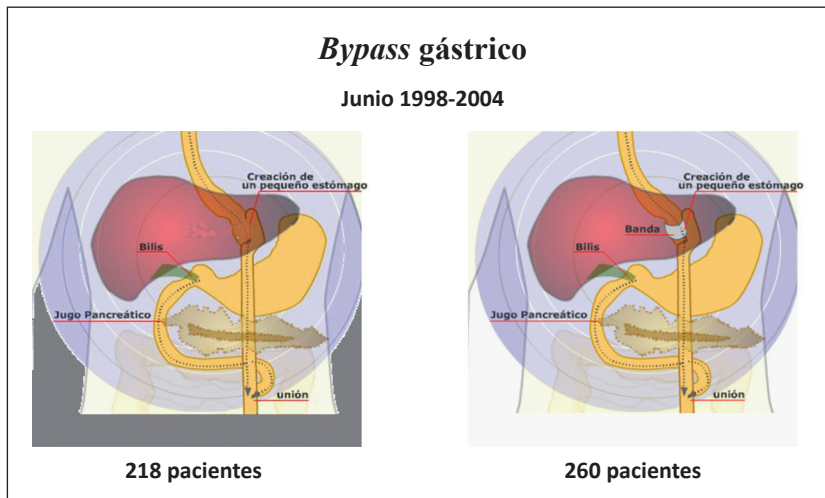 Bypass gástrico
Junio 1998-2004
Creación de
un pequeño estómago
Bilis
Jugo Pancreático
unión
218 pacientes
Creación de
un pequeño estómago
Banda
Bilis
Jugo Pancreático
unión
260 pacientes